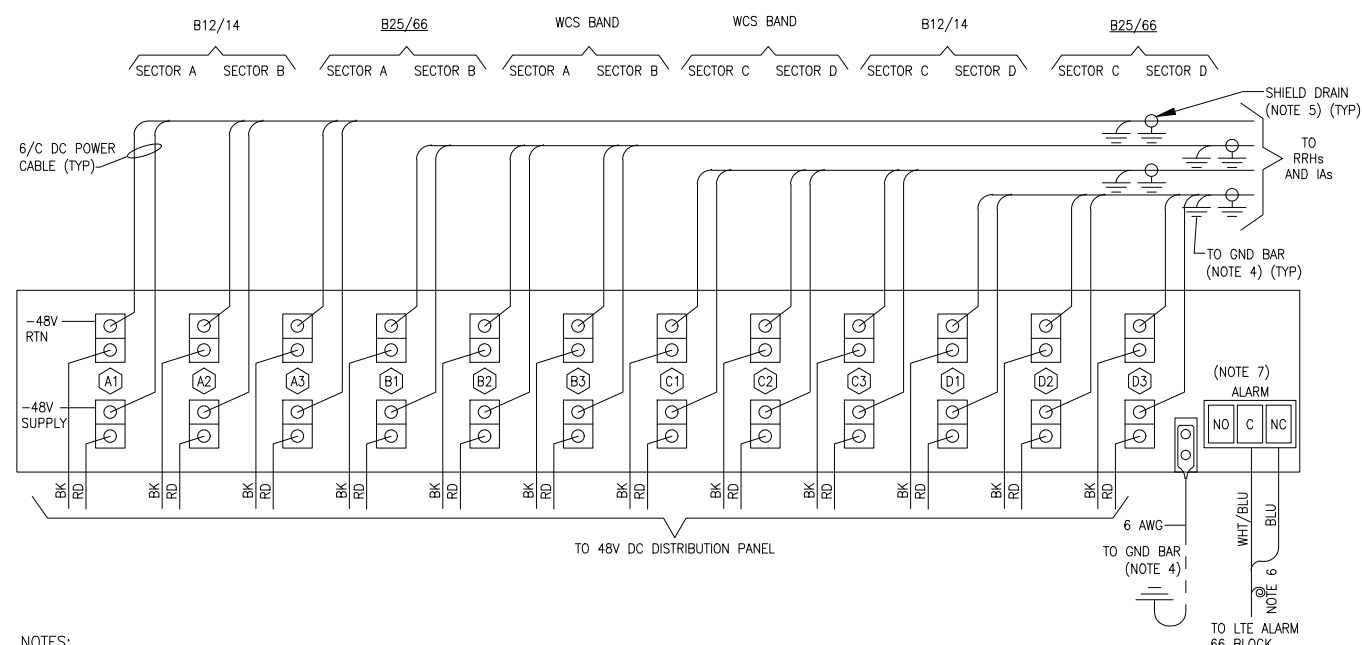 B12/14 B25/66 WCS BAND WCS BAND B12/14 B25/66
SECTOR A SECTOR B SECTOR A SECTOR B SECTOR A SECTOR B SECTOR C SECTOR D SECTOR C SECTOR D SECTOR C SECTOR D
SHIELD DRAIN
(NOTE 5) (TYP)
6/C DC POWER
CABLE (TYP)
TO
RRHs
AND IAs
TO GND BAR
(NOTE 4) (TYP)
-48V
RTN
A1 A2 A3 B1 B2 B3 C1 C2 C3 D1 D2 D3
-48V
SUPPLY
(NOTE 7)
ALARM
NO C NC
BK RD BK RD BK RD BK RD BK RD BK RD BK RD BK RD BK RD BK RD BK RD BK RD
TO 48V DC DISTRIBUTION PANEL
6 AWG
TO GND BAR
(NOTE 4)
WHT/BLU
BLU
NOTE 6
TO LTE ALARM
66 BLOCK
NOTES: